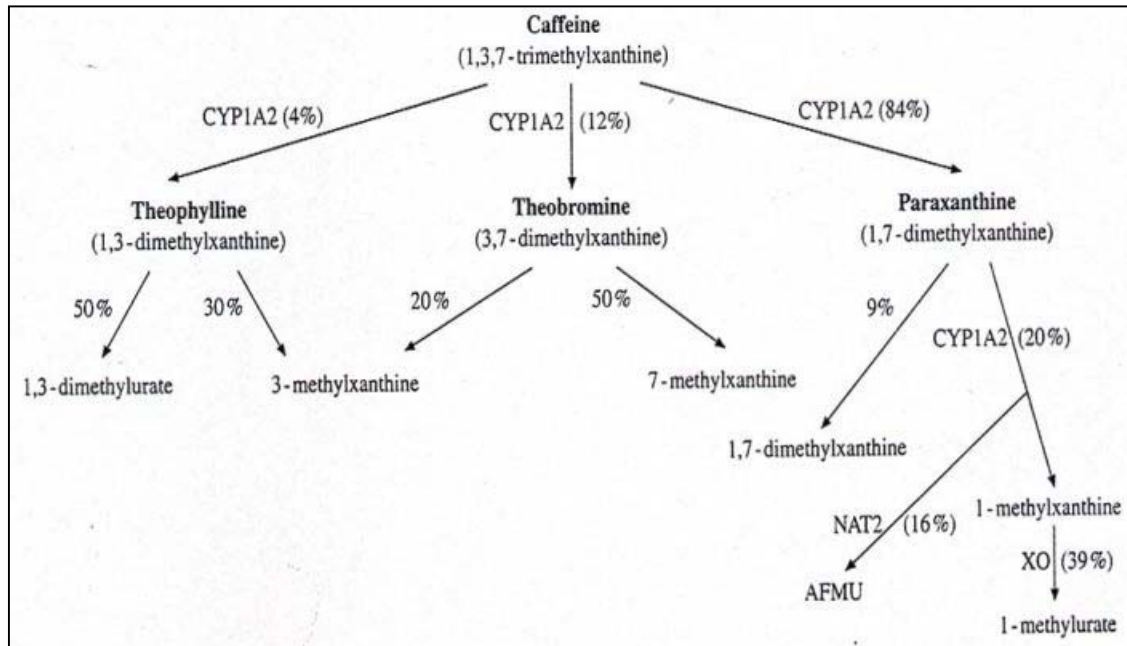 Caffeine
(1,3,7-trimethylxanthine)
CYP1A2 (4%)
CYP1A2 (12%)
CYP1A2 (84%)
Theophylline
(1,3-dimethylxanthine)
Theobromine
(3,7-dimethylxanthine)
Paraxanthine
(1,7-dimethylxanthine)
50%
30%
20%
50%
9%
CYP1A2 (20%)
1,3-dimethylurate
3-methylxanthine
7-methylxanthine
1,7-dimethylxanthine
1-methylxanthine
NAT2 (16%)
XO (39%)
AFMU
1-methylurate